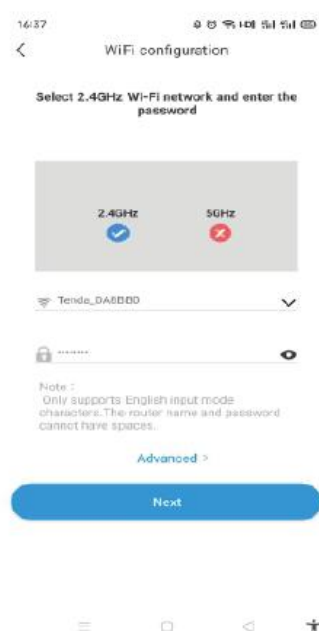 16:37
WiFi configuration
Select 2.4GHz Wi-Fi network and enter the
password
2.4GHz 5GHz
Tenda_0A8BB0
Note :
Only supports English input mode
characters.The router name and password
cannot have spaces.
Advanced >
Next